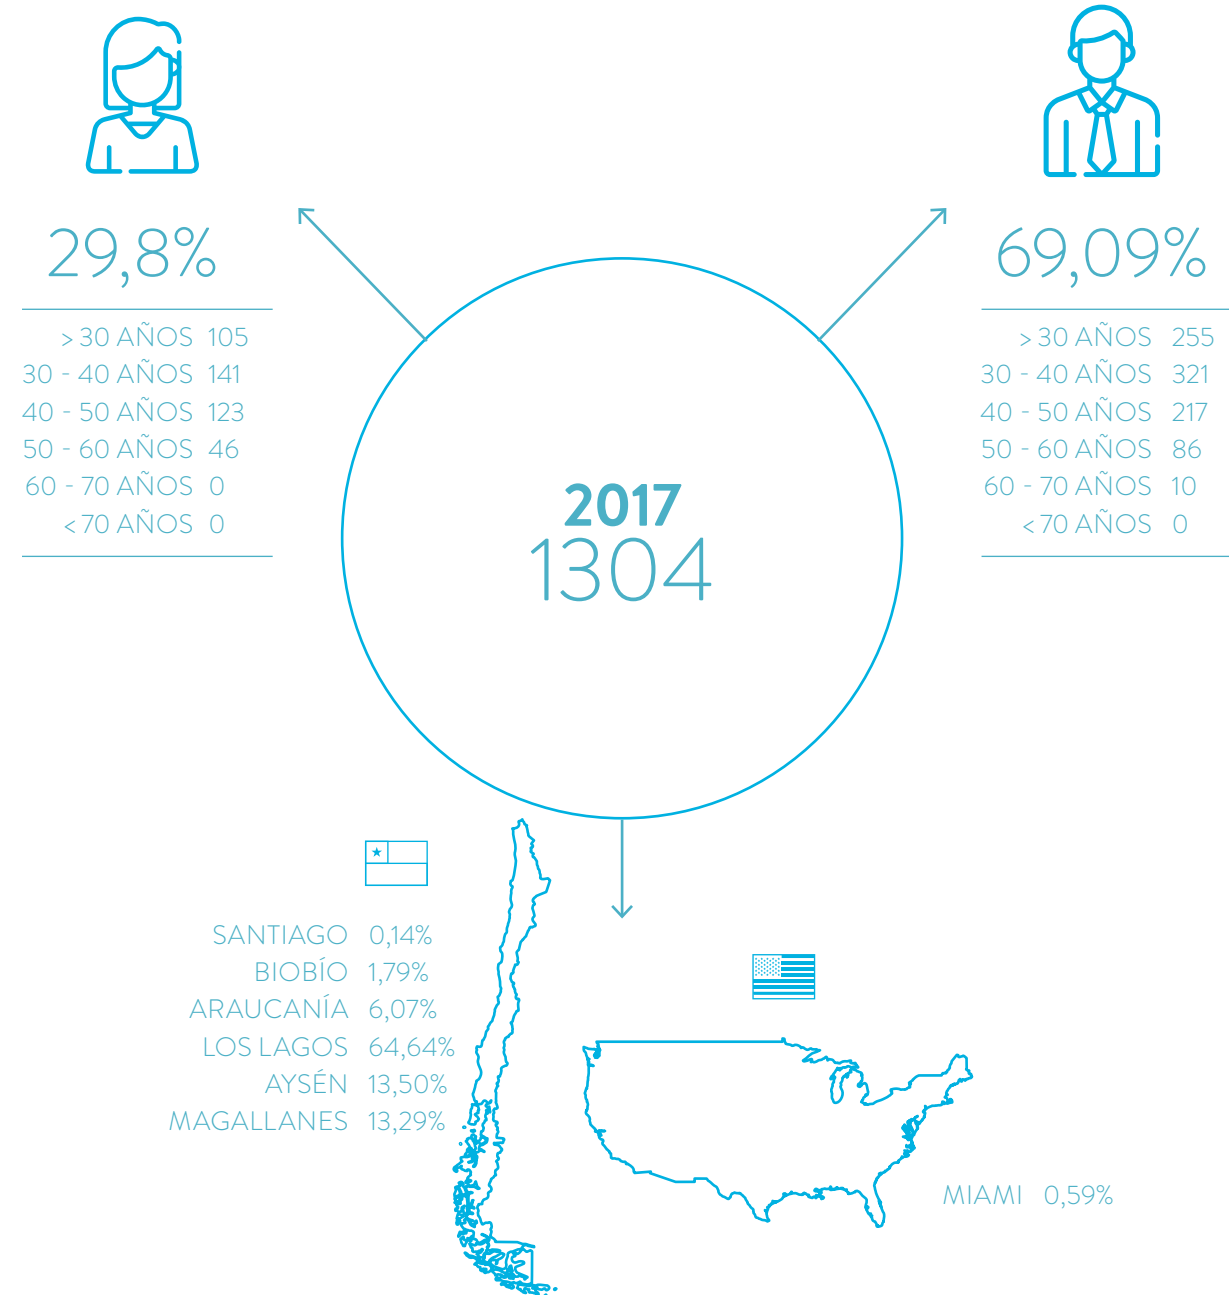 29,8%
> 30 AÑOS 105
30 - 40 AÑOS 141
40 - 50 AÑOS 123
50 - 60 AÑOS 46
60 - 70 AÑOS 0
< 70 AÑOS 0
69,09%
> 30 AÑOS 255
30 - 40 AÑOS 321
40 - 50 AÑOS 217
50 - 60 AÑOS 86
60 - 70 AÑOS 10
< 70 AÑOS 0
2017
1304
SANTIAGO 0,14%
BIOBÍO 1,79%
ARAUCANÍA 6,07%
LOS LAGOS 64,64%
AYSÉN 13,50%
MAGALLANES 13,29%
MIAMI 0,59%